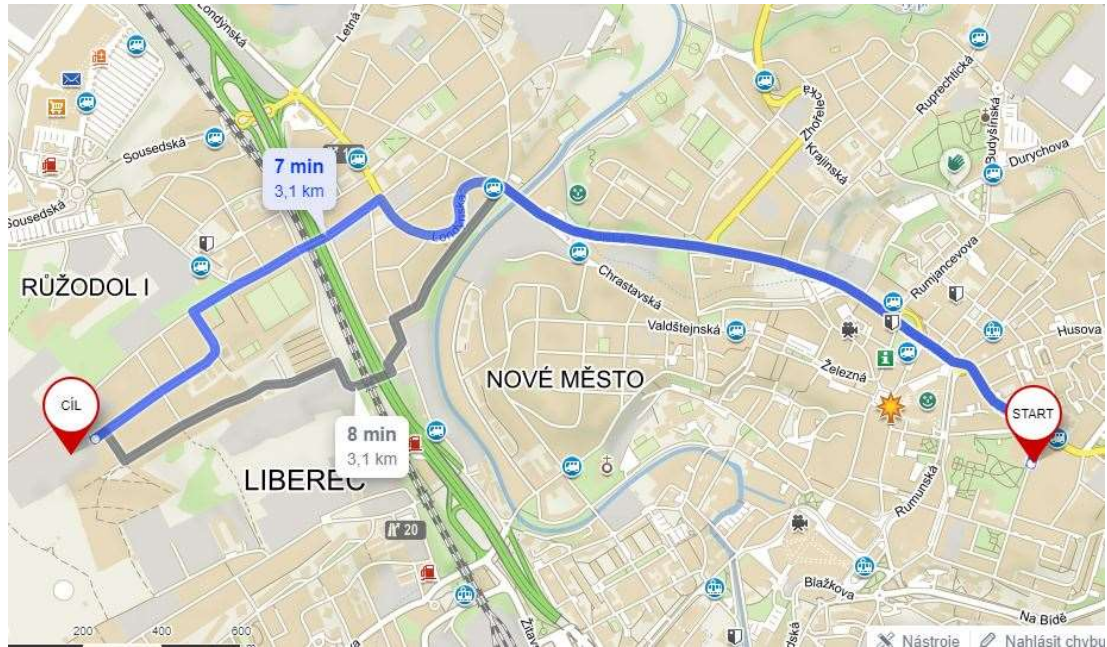 Londýnská
Letná
Ruprechtická
Zhořelecká
Budyšínská
Durychova
Krajinská
Sousedská
7 min
3,1 km
Sousedská
Londýnská
Rumjancevova
Chrastavská
RŮŽODOL I
Valdštejnská
Husova
Železná
NOVÉ MĚSTO
CÍL
START
8 min
3,1 km
LIBEREC
Rumunská
20
Blažkova
Na Bídě
Žitav
200
400
600
Nástroje
Nahlásit chybu